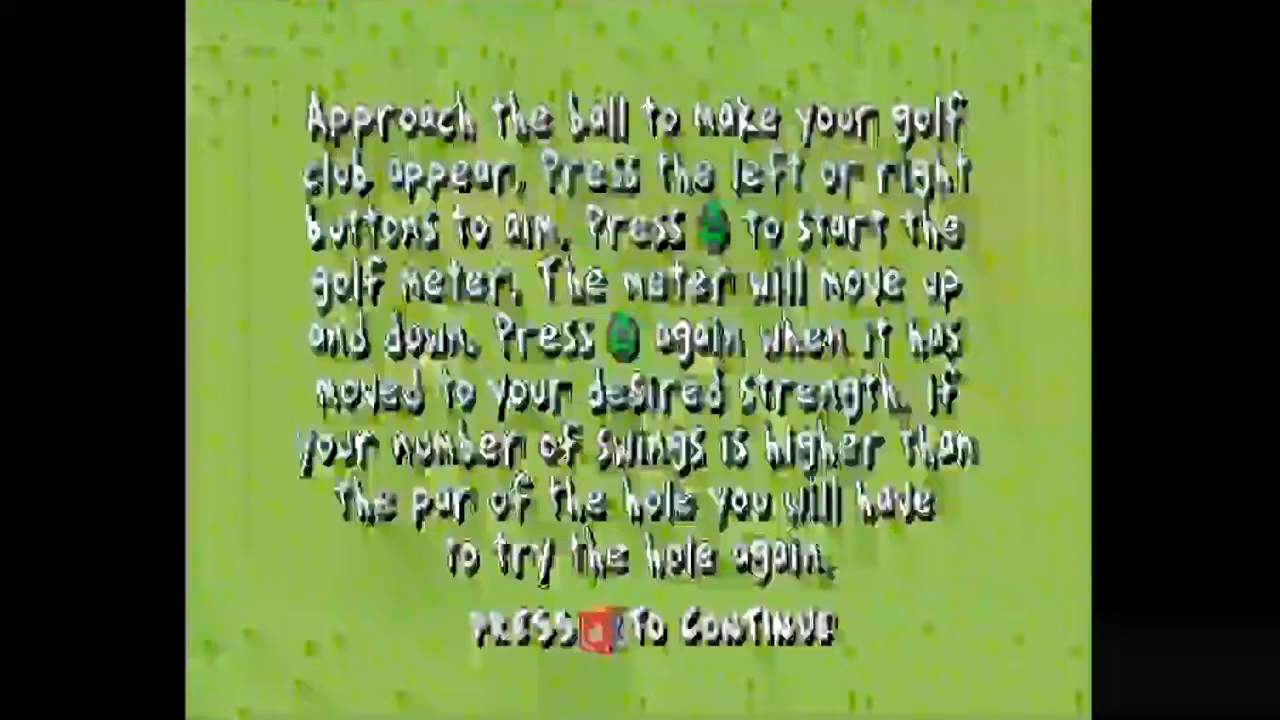 Approach the ball to make your golf
club appear. Press the left or right
buttons to aim. Press to start the
golf meter. The meter will move up
and down. Press again when it has
moved to your desired strength. If
your number of swings is higher than
the par of the hole you will have
to try the hole again.
PRESS TO CONTINUE